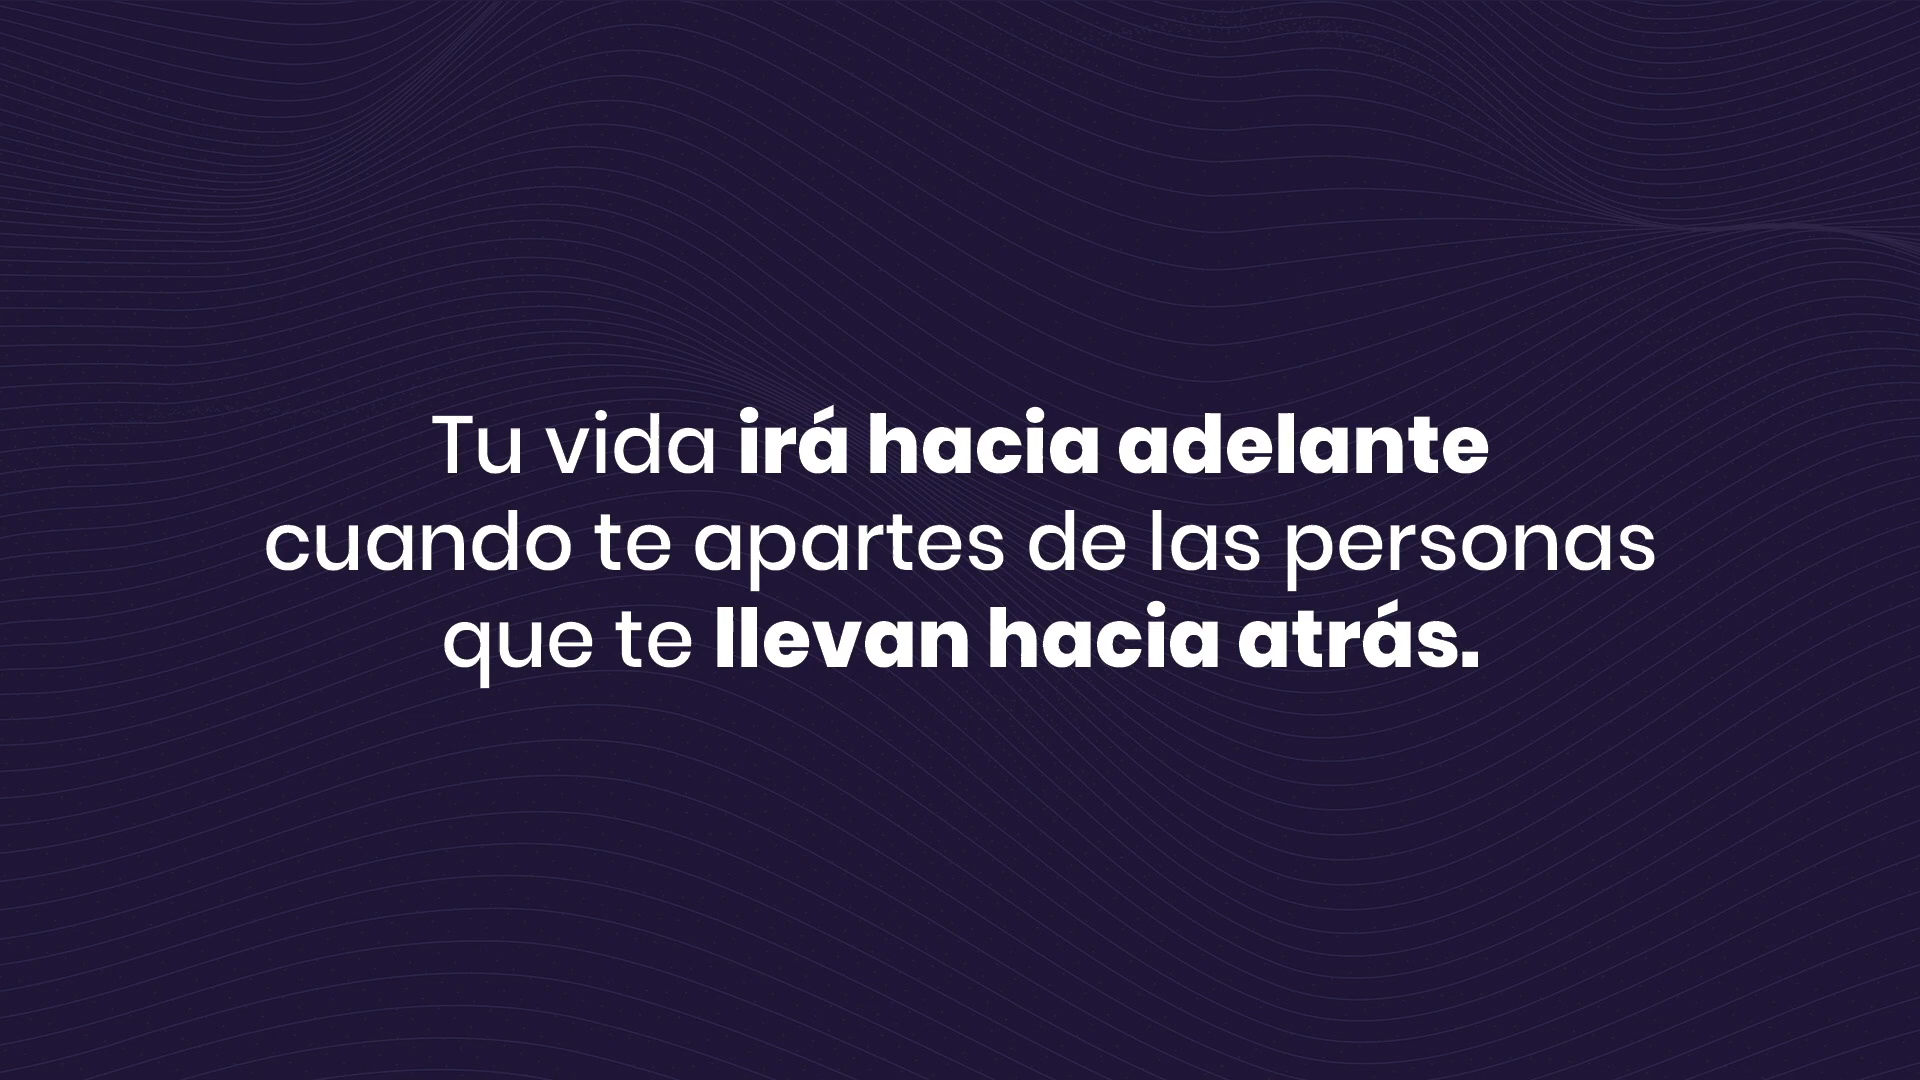 Tu vida irá hacia adelante
cuando te apartes de las personas
que te llevan hacia atrás.